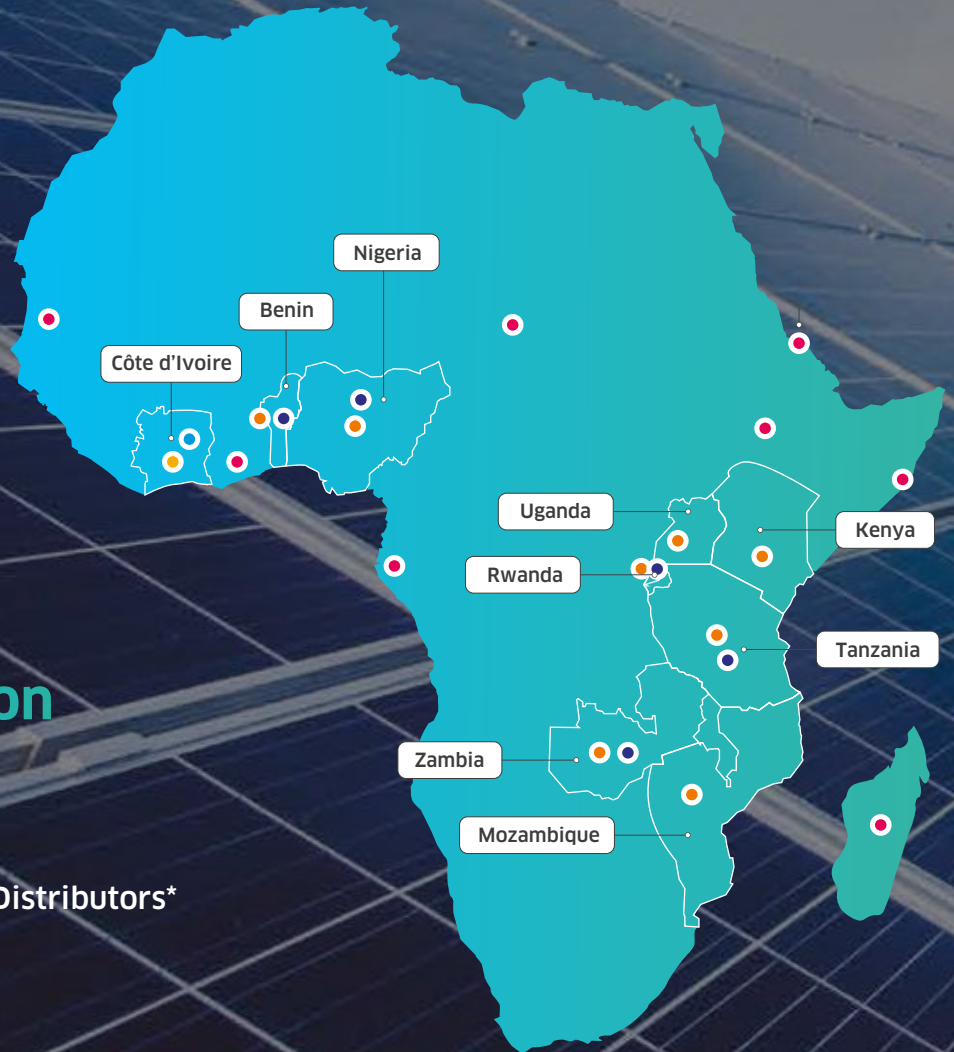 Nigeria
Benin
Côte d'Ivoire
Uganda
Kenya
Rwanda
Tanzania
on
Zambia
Mozambique
Distributors*